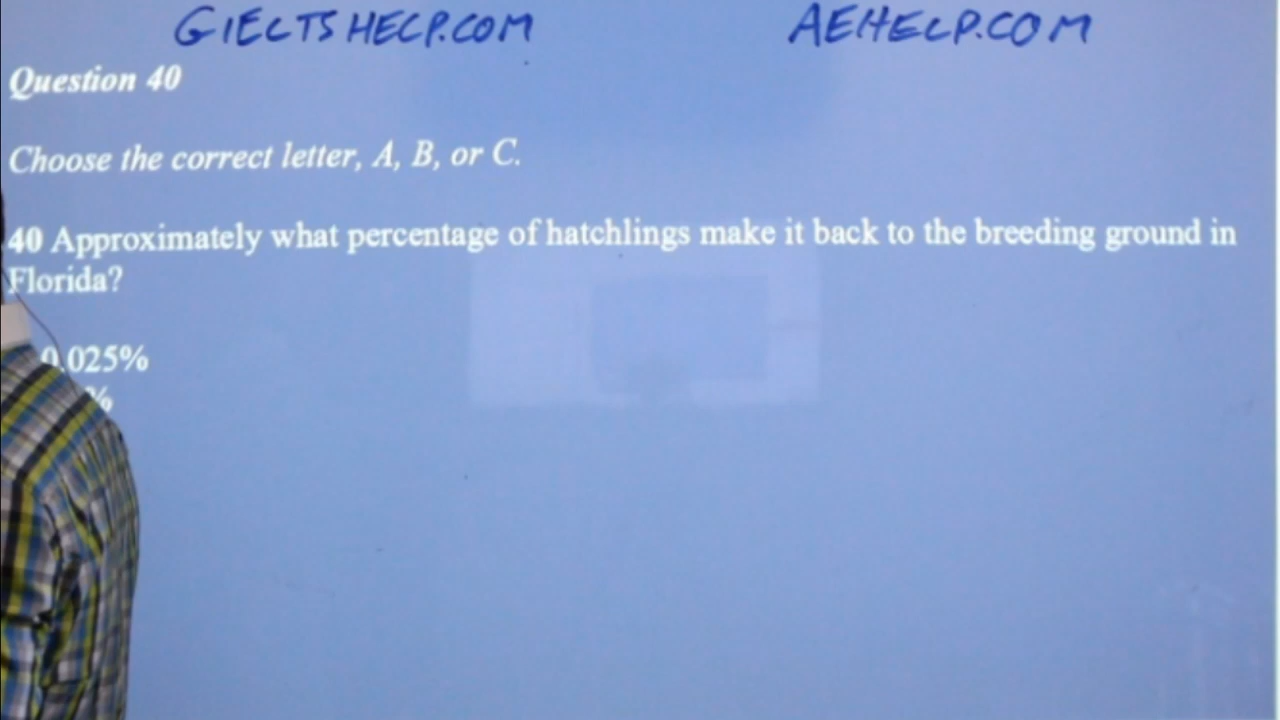 GIELTSHELP.COM AEHELP.COM
Question 40
Choose the correct letter, A, B, or C.
40 Approximately what percentage of hatchlings make it back to the breeding ground in
Florida?
0.025%
%